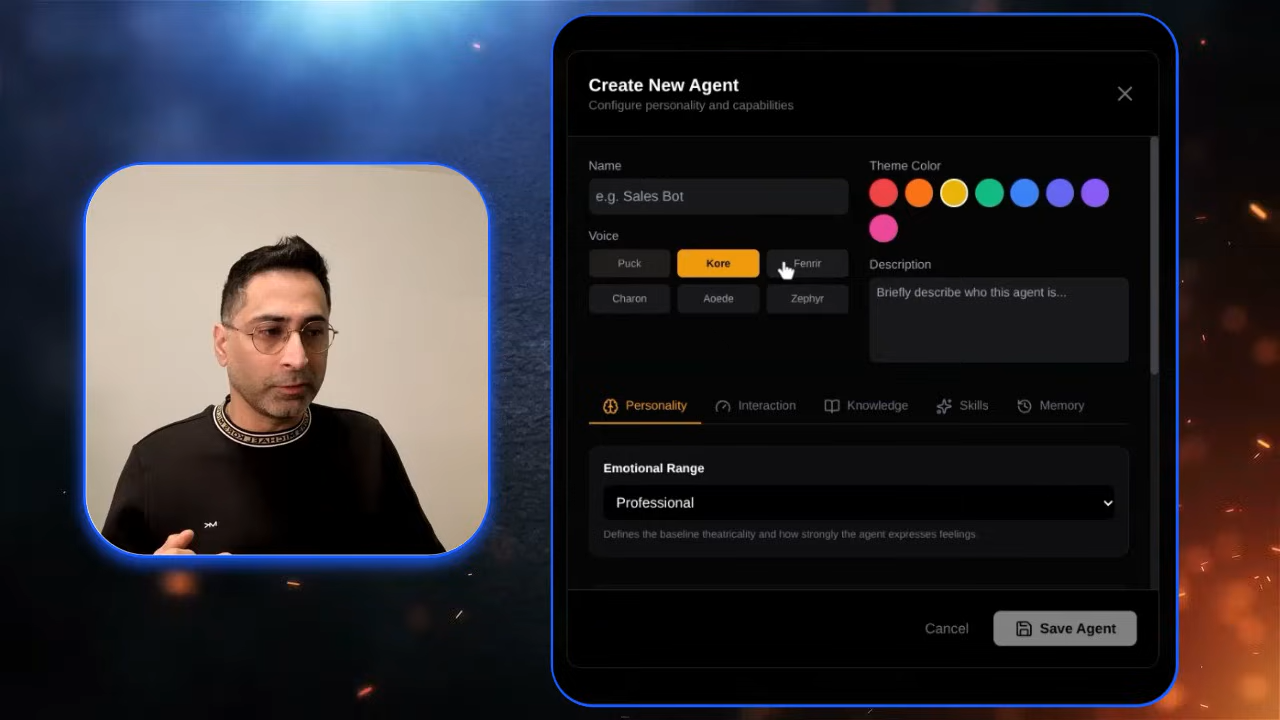 Create New Agent
Configure personality and capabilities
Name
e.g. Sales Bot
Theme Color
Voice
Puck
Kore
Fenrir
Charon
Aoede
Zephyr
Description
Briefly describe who this agent is...
Personality
Interaction
Knowledge
Skills
Memory
Emotional Range
Professional
Defines the baseline theatricality and how strongly the agent expresses feelings.
Cancel
Save Agent